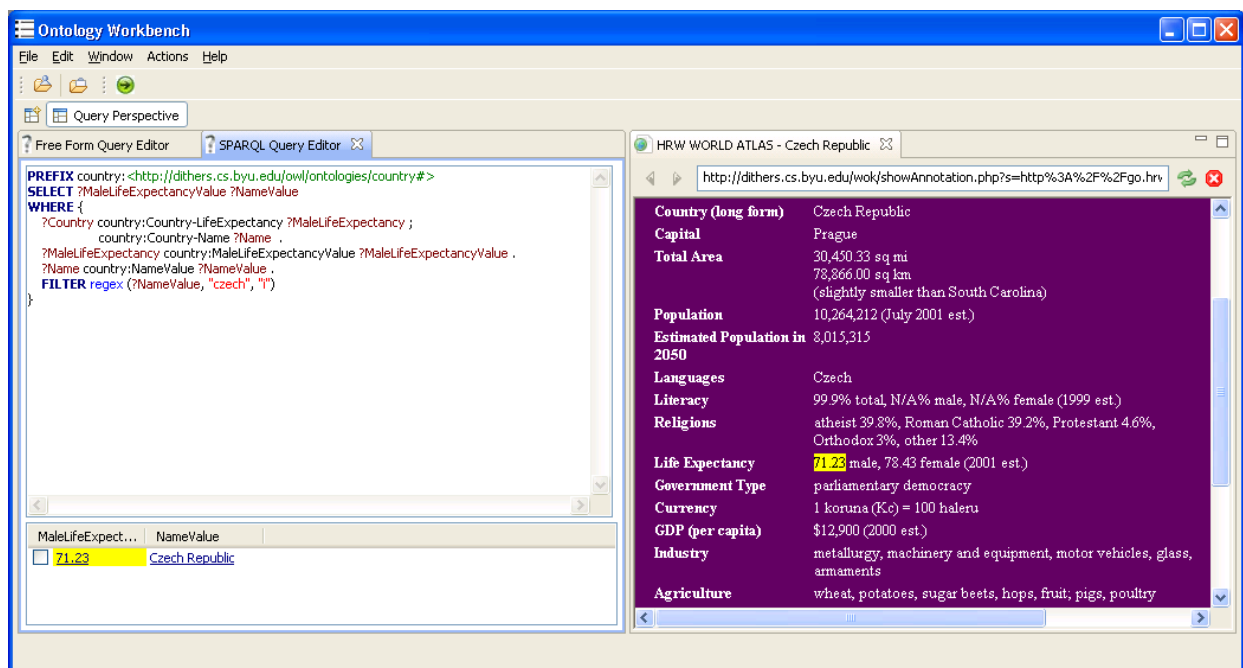 Ontology Workbench
File Edit Window Actions Help
Query Perspective
Free Form Query Editor
SPARQL Query Editor
PREFIX country:<http://dithers.cs.byu.edu/owl/ontologies/country#>
SELECT ?MaleLifeExpectancyValue ?NameValue
WHERE {
?Country country:Country-LifeExpectancy ?MaleLifeExpectancy ;
country:Country-Name ?Name .
?MaleLifeExpectancy country:MaleLifeExpectancyValue ?MaleLifeExpectancyValue .
?Name country:NameValue ?NameValue .
FILTER regex (?NameValue, "czech", "i")
}
MaleLifeExpect... NameValue
71.23 Czech Republic
HRW WORLD ATLAS - Czech Republic
http://dithers.cs.byu.edu/wok/showAnnotation.php?s=http%3A%2F%2Fgo.hrw
Country (long form) Czech Republic
Capital Prague
Total Area 30,450.33 sq mi
78,866.00 sq km
(slightly smaller than South Carolina)
Population 10,264,212 (July 2001 est.)
Estimated Population in 8,015,315
2050
Languages Czech
Literacy 99.9% total, N/A% male, N/A% female (1999 est.)
Religions atheist 39.8%, Roman Catholic 39.2%, Protestant 4.6%,
Orthodox 3%, other 13.4%
Life Expectancy 71.23 male, 78.43 female (2001 est.)
Government Type parliamentary democracy
Currency 1 koruna (Kc) = 100 haleru
GDP (per capita) $12,900 (2000 est.)
Industry metallurgy, machinery and equipment, motor vehicles, glass,
armaments
Agriculture wheat, potatoes, sugar beets, hops, fruit; pigs, poultry